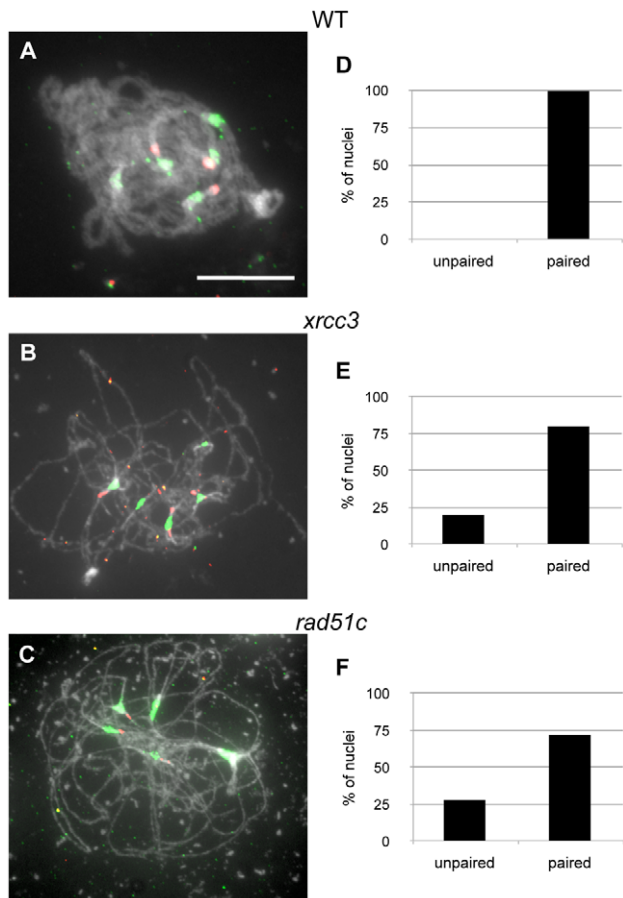 WT
A
D
100
75
50
25
0
% of nuclei
unpaired paired
xrcc3
B
E
100
75
50
25
0
% of nuclei
unpaired paired
rad51c
C
F
100
75
50
25
0
% of nuclei
unpaired paired